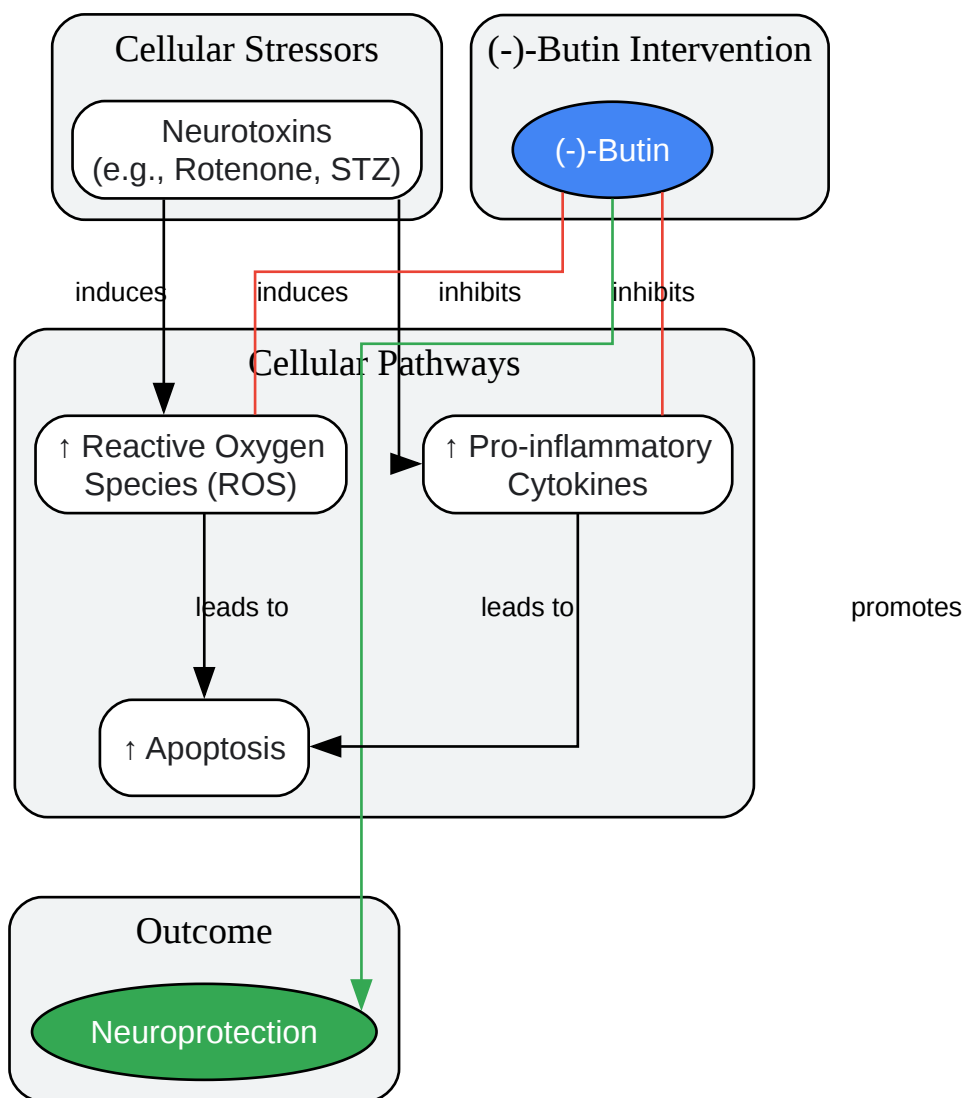 Cellular Stressors
(-)-Butin Intervention
Neurotoxins
(e.g., Rotenone, STZ)
(-)-Butin
induces
induces
inhibits
inhibits
Cellular Pathways
↑ Reactive Oxygen
Species (ROS)
↑ Pro-inflammatory
Cytokines
leads to
leads to
promotes
↑ Apoptosis
Outcome
Neuroprotection